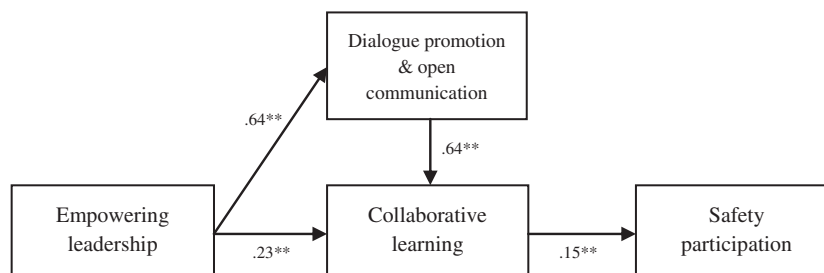 Dialogue promotion
& open
communication
.64**
.64**
Empowering
leadership
.23**
Collaborative
learning
.15**
Safety
participation